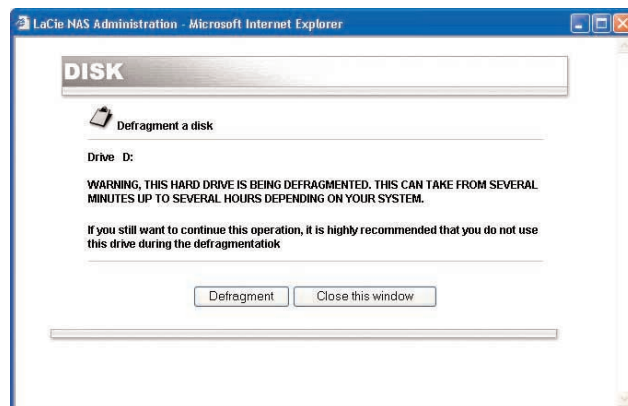 LaCie NAS Administration - Microsoft Internet Explorer
DISK
Defragment a disk
Drive D:
WARNING, THIS HARD DRIVE IS BEING DEFRAGMENTED. THIS CAN TAKE FROM SEVERAL
MINUTES UP TO SEVERAL HOURS DEPENDING ON YOUR SYSTEM.
If you still want to continue this operation, it is highly recommended that you do not use
this drive during the defragmentatiok
Defragment Close this window